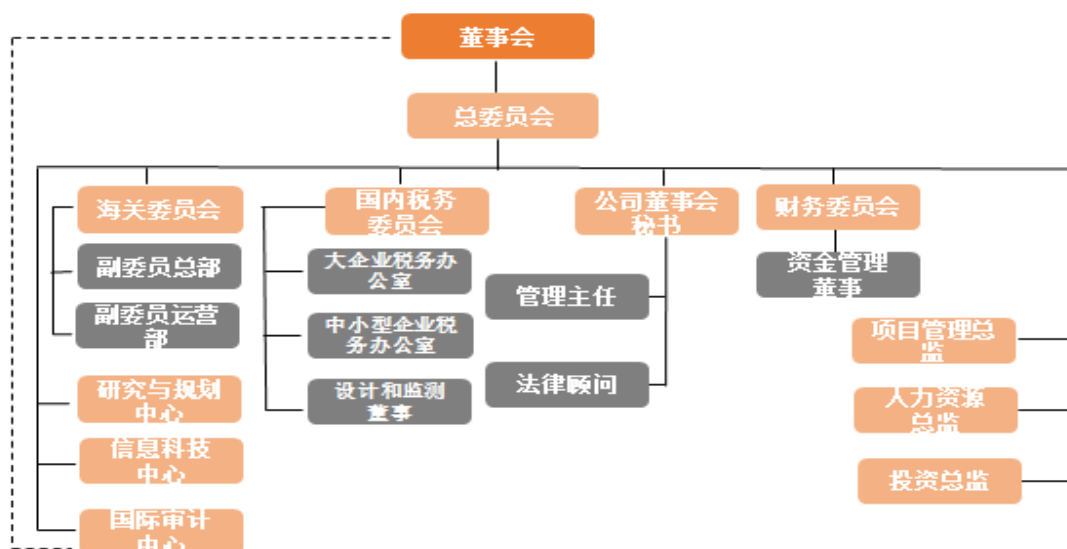 董事会
总委员会
海关委员会
副委员总部
副委员运营
部
研究与规划
中心
信息科技
中心
国际审计
中心
国内税务
委员会
大企业税务办
公室
中小型企业税
务办公室
设计和监测
董事
公司董事会
秘书
管理主任
法律顾问
财务委员会
资金管理
董事
项目管理总
监
人力资源
总监
投资总监